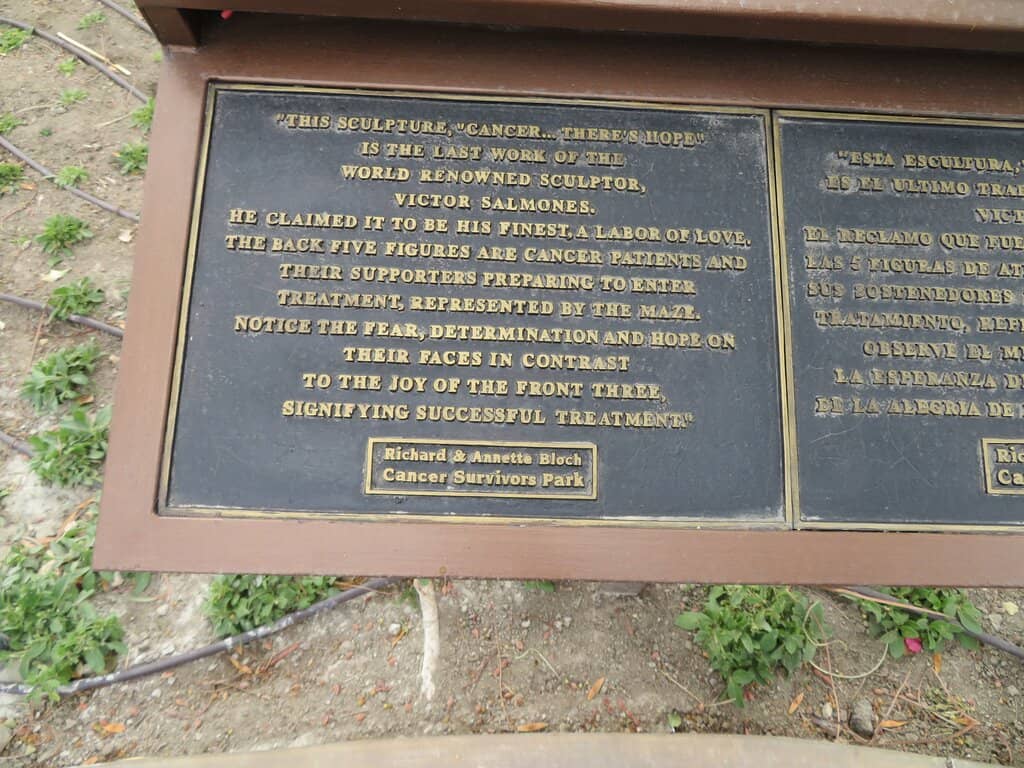 "THIS SCULPTURE, "CANCER... THERE'S HOPE"
IS THE LAST WORK OF THE
WORLD RENOWNED SCULPTOR,
VICTOR SALMONES.
HE CLAIMED IT TO BE HIS FINEST, A LABOR OF LOVE.
THE BACK FIVE FIGURES ARE CANCER PATIENTS AND
THEIR SUPPORTERS PREPARING TO ENTER
TREATMENT, REPRESENTED BY THE MAZE.
NOTICE THE FEAR, DETERMINATION AND HOPE ON
THEIR FACES IN CONTRAST
TO THE JOY OF THE FRONT THREE,
SIGNIFYING SUCCESSFUL TREATMENT."
Richard & Annette Bloch
Cancer Survivors Park
"ESTA ESCULTURA,
ES EL ULTIMO
EL RECLAMO QUE
LAS 5 FIGURAS DE
SUS SOSTENEDORES
TRATAMIENTO,
OBSERVE EL
LA ESPERANZA
DE LA ALEGRIA DE